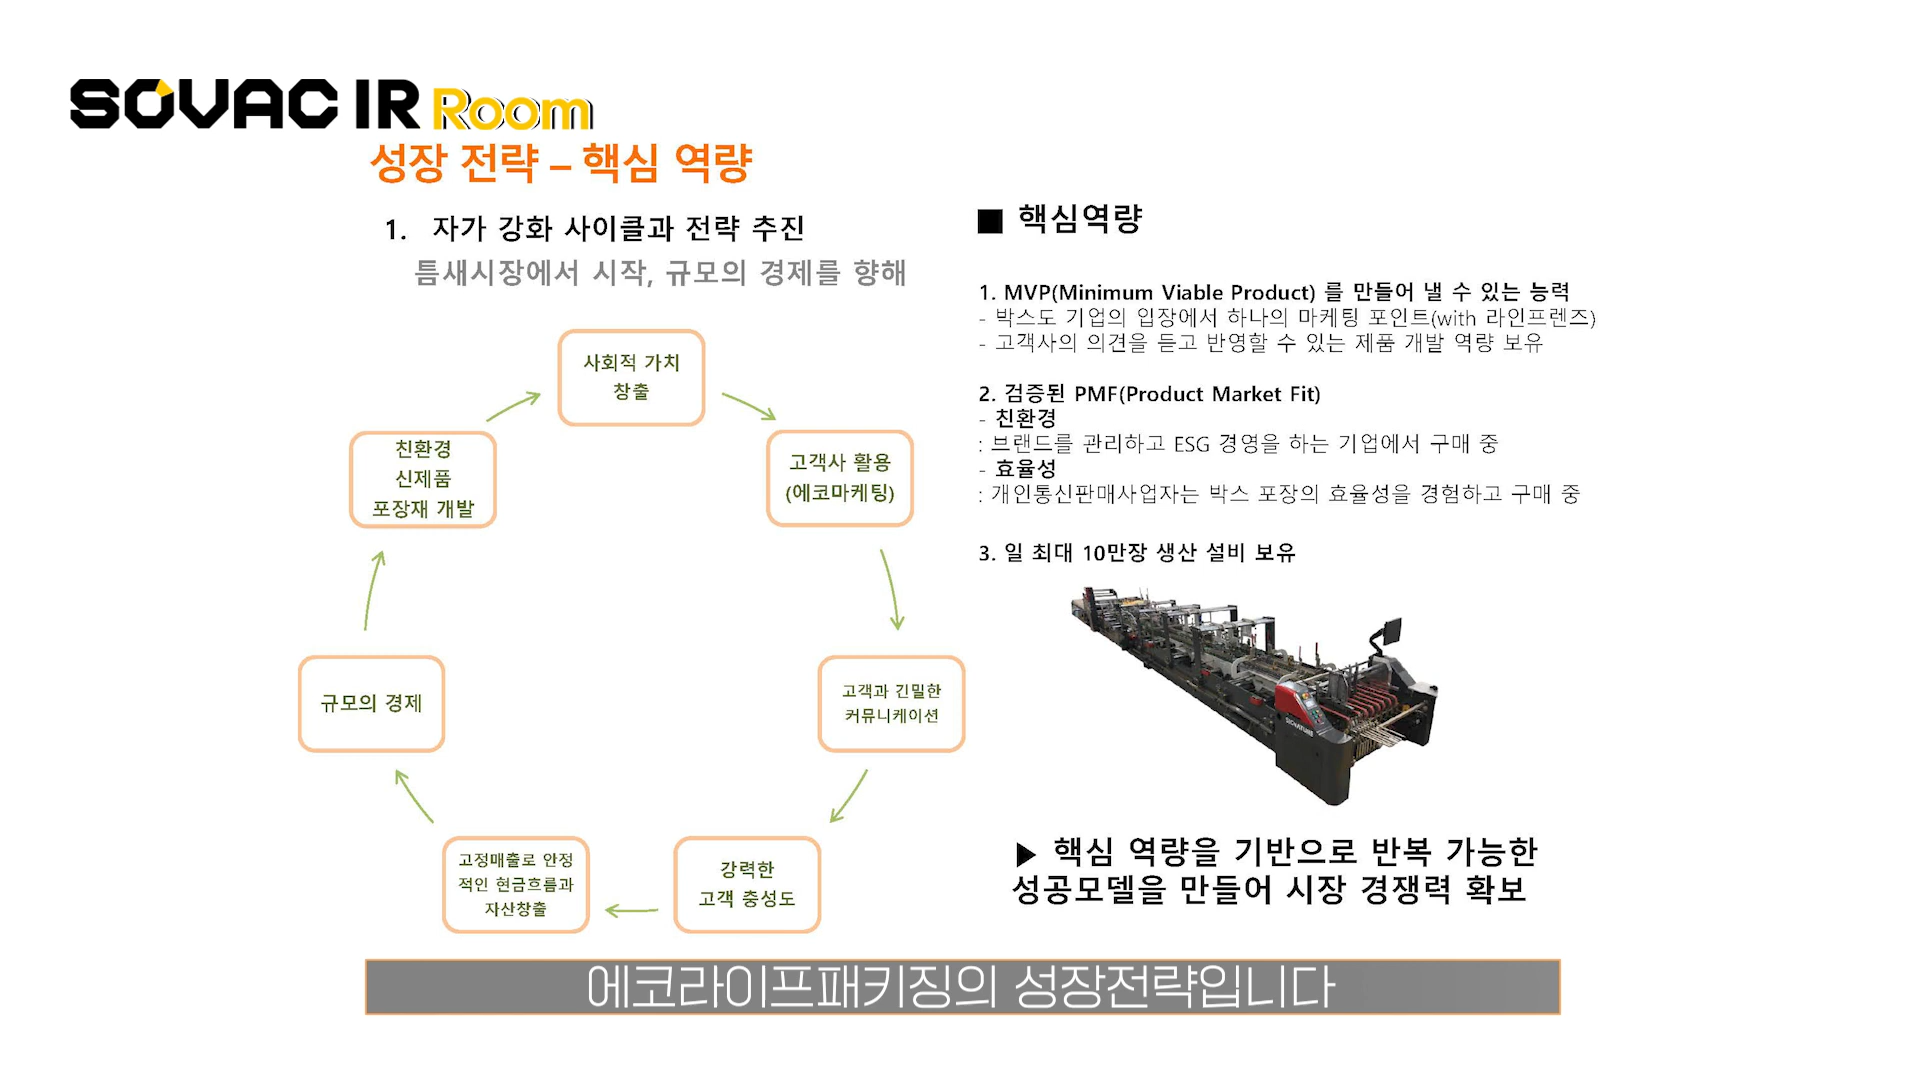 SOVAC IR Room
성장 전략 – 핵심 역량
1. 자가 강화 사이클과 전략 추진
틈새시장에서 시작, 규모의 경제를 향해
사회적 가치
창출
고객사 활용
(에코마케팅)
고객과 긴밀한
커뮤니케이션
강력한
고객 충성도
고정매출로 안정
적인 현금흐름과
자산창출
규모의 경제
친환경
신제품
포장재 개발
■ 핵심역량
1. MVP(Minimum Viable Product) 를 만들어 낼 수 있는 능력
- 박스도 기업의 입장에서 하나의 마케팅 포인트(with 라인프렌즈)
- 고객사의 의견을 듣고 반영할 수 있는 제품 개발 역량 보유
2. 검증된 PMF(Product Market Fit)
- 친환경
: 브랜드를 관리하고 ESG 경영을 하는 기업에서 구매 중
- 효율성
: 개인통신판매사업자는 박스 포장의 효율성을 경험하고 구매 중
3. 일 최대 10만장 생산 설비 보유
SIGNATURE
▶ 핵심 역량을 기반으로 반복 가능한
성공모델을 만들어 시장 경쟁력 확보
에코라이프패키징의 성장전략입니다